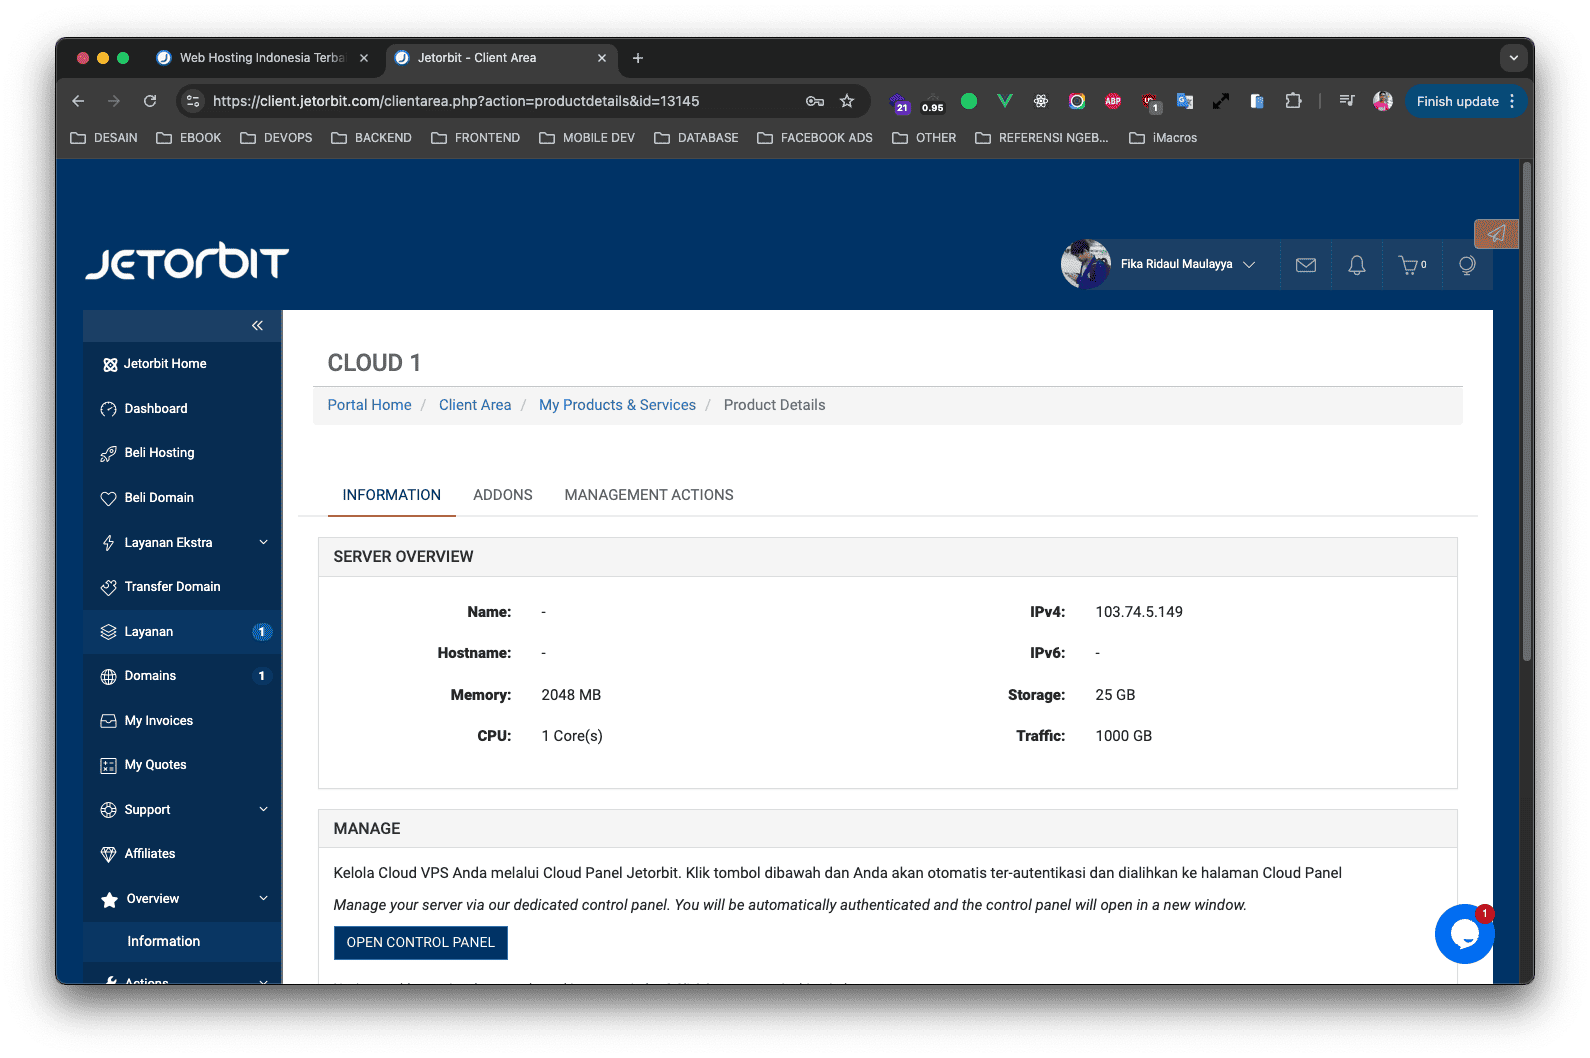 Web Hosting Indonesia Terba
Jetorbit - Client Area
https://client.jetorbit.com/clientarea.php?action=productdetails&id=13145
21
0.95
ABP
1
Finish update
DESAIN
EBOOK
DEVOPS
BACKEND
FRONTEND
MOBILE DEV
DATABASE
FACEBOOK ADS
OTHER
REFERENSI NGEB...
iMacros
JETORBIT
Fika Ridaul Maulayya
0
Jetorbit Home
Dashboard
Beli Hosting
Beli Domain
Layanan Ekstra
Transfer Domain
Layanan 1
Domains 1
My Invoices
My Quotes
Support
Affiliates
Overview
Information
Actions
CLOUD 1
Portal Home / Client Area / My Products & Services / Product Details
INFORMATION
ADDONS
MANAGEMENT ACTIONS
SERVER OVERVIEW
Name: -
IPv4: 103.74.5.149
Hostname: -
IPv6: -
Memory: 2048 MB
Storage: 25 GB
CPU: 1 Core(s)
Traffic: 1000 GB
MANAGE
Kelola Cloud VPS Anda melalui Cloud Panel Jetorbit. Klik tombol dibawah dan Anda akan otomatis ter-autentikasi dan dialihkan ke halaman Cloud Panel
Manage your server via our dedicated control panel. You will be automatically authenticated and the control panel will open in a new window.
OPEN CONTROL PANEL
1